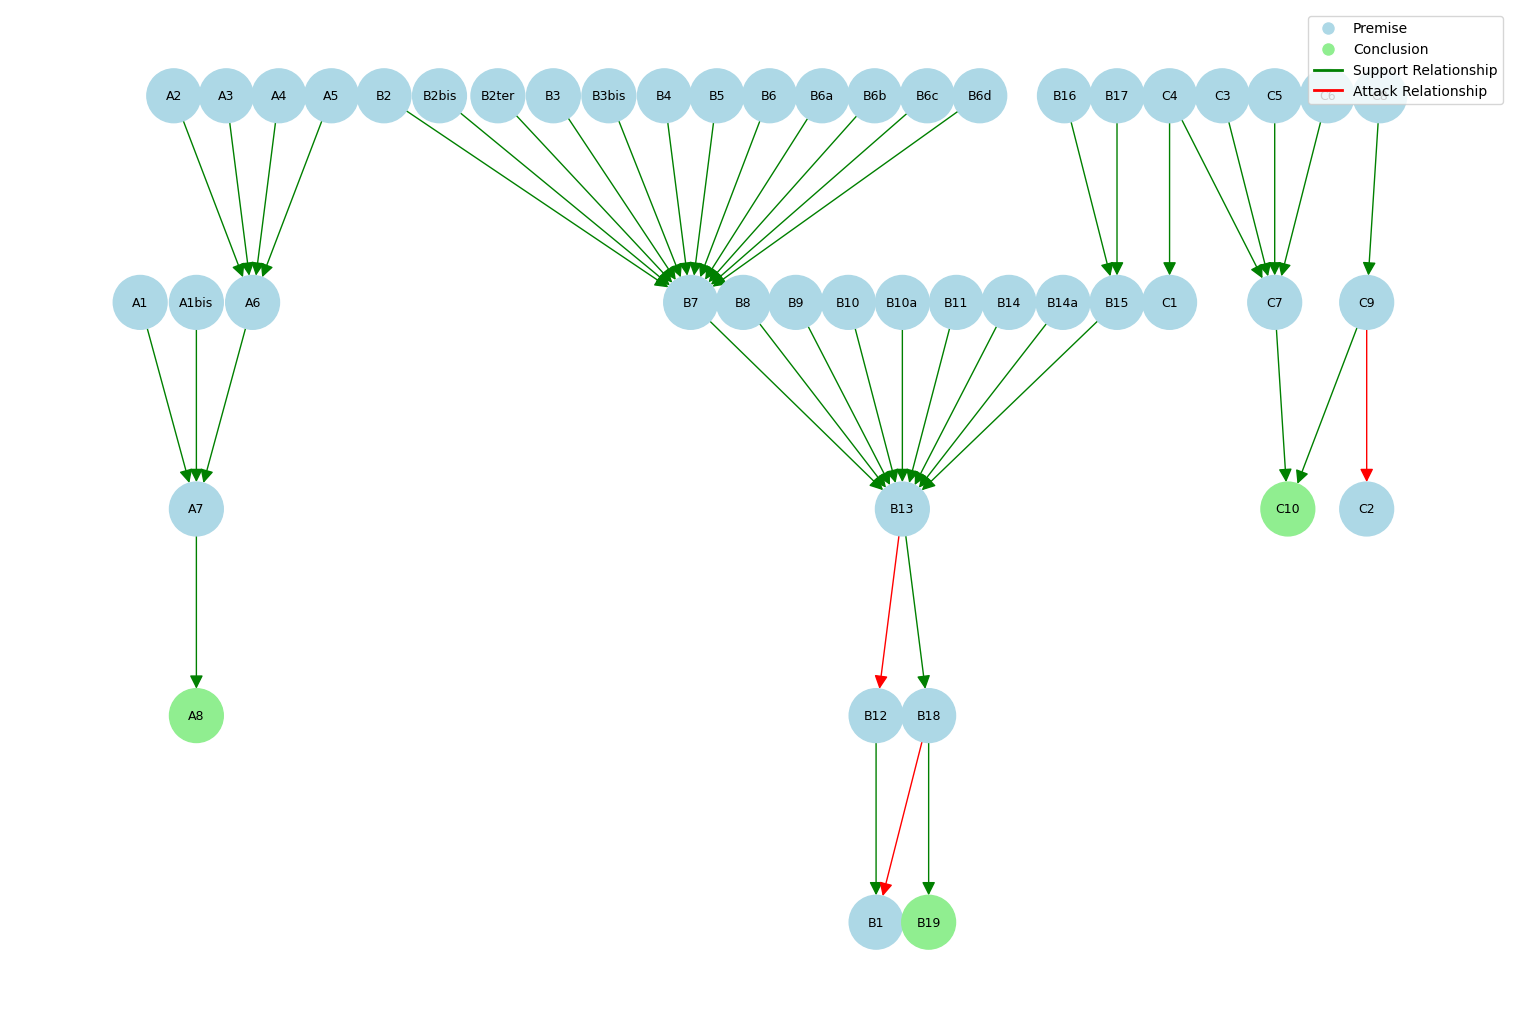 Premise
Conclusion
Support Relationship
Attack Relationship
A2 A3 A4 A5 B2 B2bis B2ter B3 B3bis B4 B5 B6 B6a B6b B6c B6d B16 B17 C4 C3 C5 C6 C8
A1 A1bis A6 B7 B8 B9 B10 B10a B11 B14 B14a B15 C1 C7 C9
A7 B13 C10 C2
A8 B12 B18
B1 B19